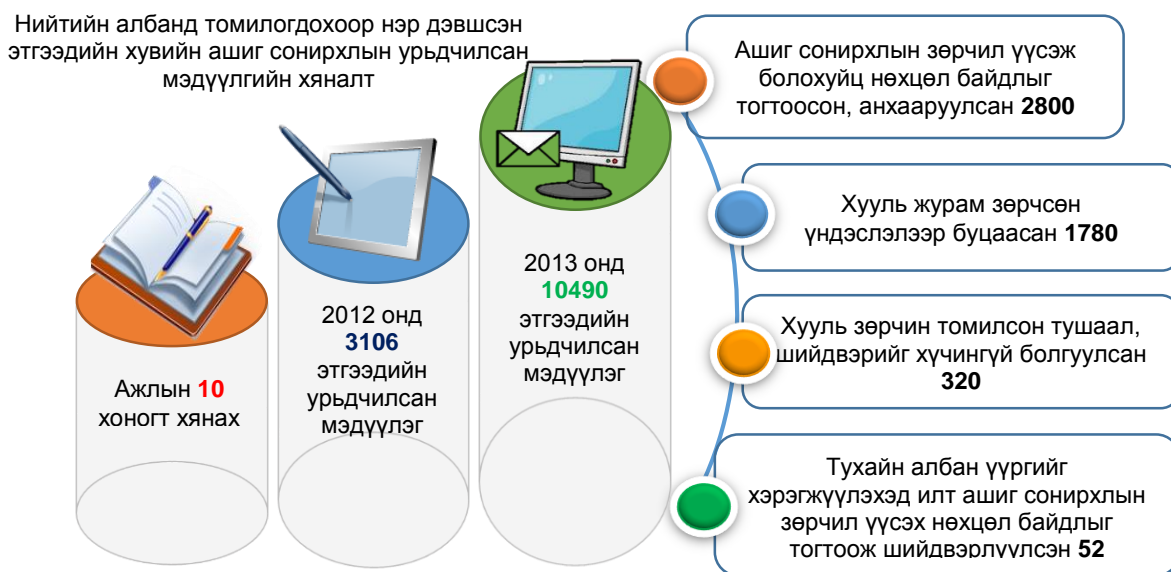 Нийтийн албанд томилогдохоор нэр дэвшсэн
этгээдийн хувийн ашиг сонирхлын урьдчилсан
мэдүүлгийн хяналт
Ажлын 10
хоногт хянах
2012 онд
3106
этгээдийн
урьдчилсан
мэдүүлэг
2013 онд
10490
этгээдийн
урьдчилсан
мэдүүлэг
Ашиг сонирхлын зөрчил үүсэж
болохуйц нөхцөл байдлыг
тогтоосон, анхааруулсан 2800
Хууль журам зөрчсөн
үндэслэлээр буцаасан 1780
Хууль зөрчин томилсон тушаал,
шийдвэрийг хүчингүй болгуулсан
320
Тухайн албан үүргийг
хэрэгжүүлэхэд илт ашиг сонирхлын
зөрчил үүсэх нөхцөл байдлыг
тогтоож шийдвэрлүүлсэн 52